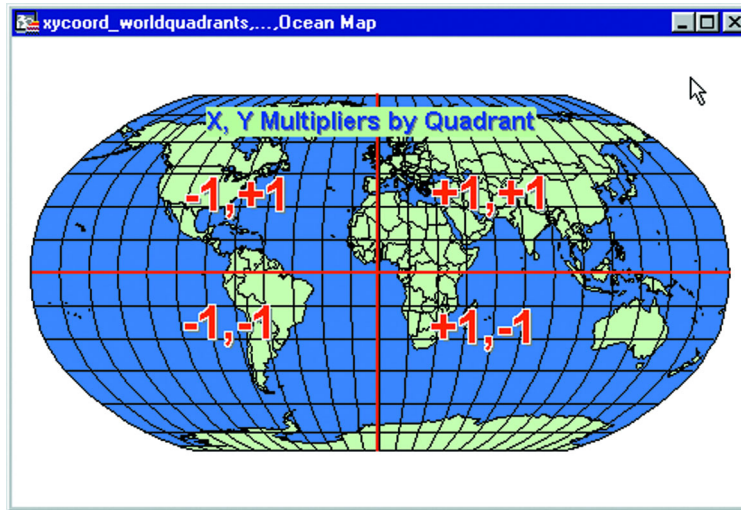 xycoord_worldquadrants,...,Ocean Map
X, Y Multipliers by Quadrant
-1,+1 +1,+1
-1,-1 +1,-1